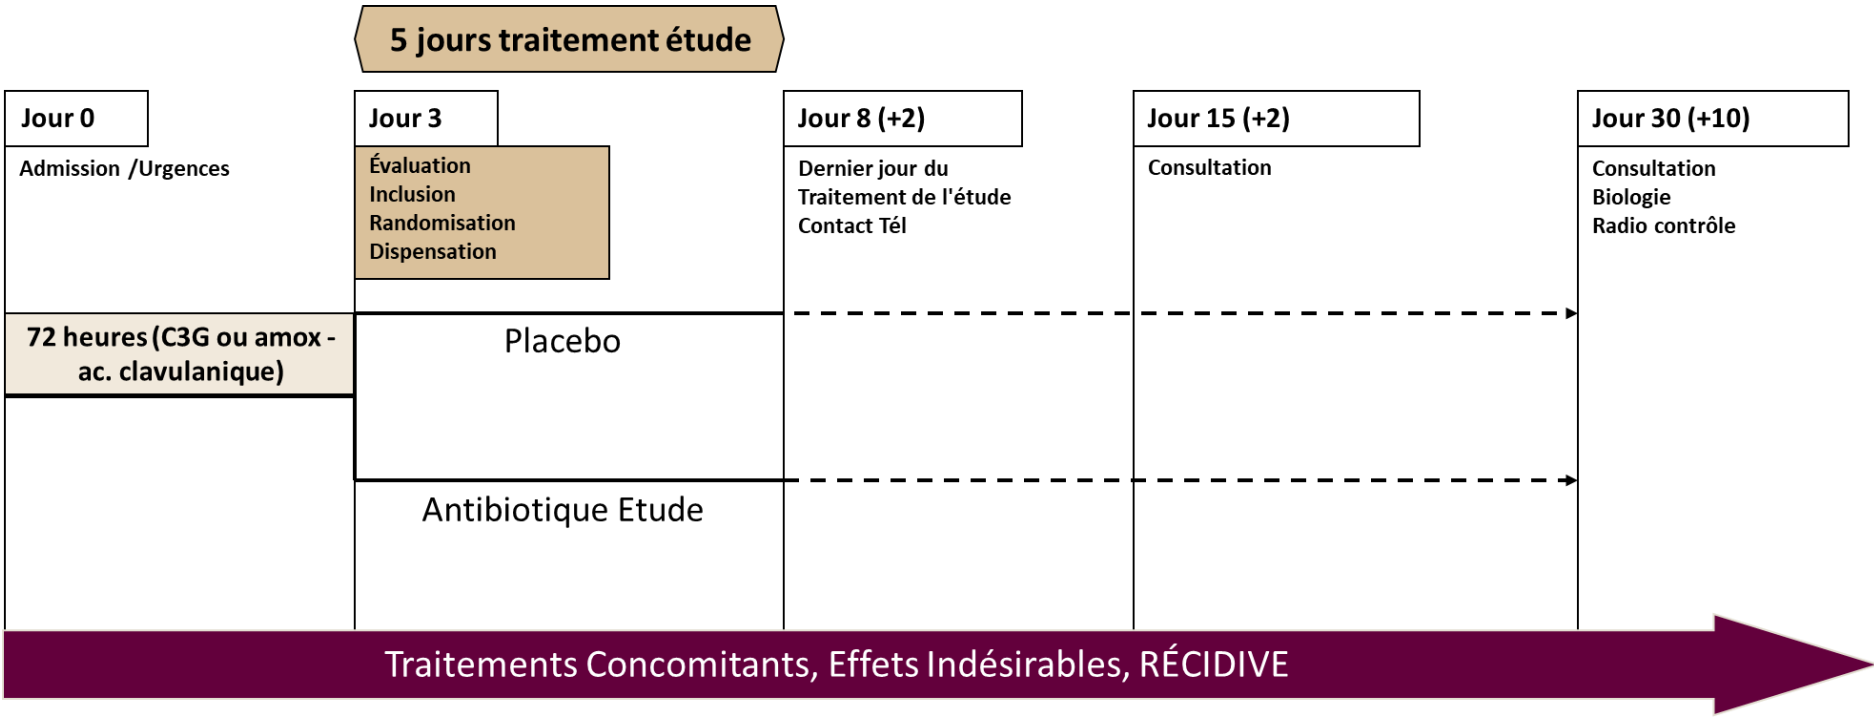 5 jours traitement étude
Jour 0
Admission /Urgences
Jour 3
Évaluation
Inclusion
Randomisation
Dispensation
Jour 8 (+2)
Dernier jour du
Traitement de l'étude
Contact Tél
Jour 15 (+2)
Consultation
Jour 30 (+10)
Consultation
Biologie
Radio contrôle
72 heures (C3G ou amox -
ac. clavulanique)
Placebo
Antibiotique Etude
Traitements Concomitants, Effets Indésirables, RÉCIDIVE